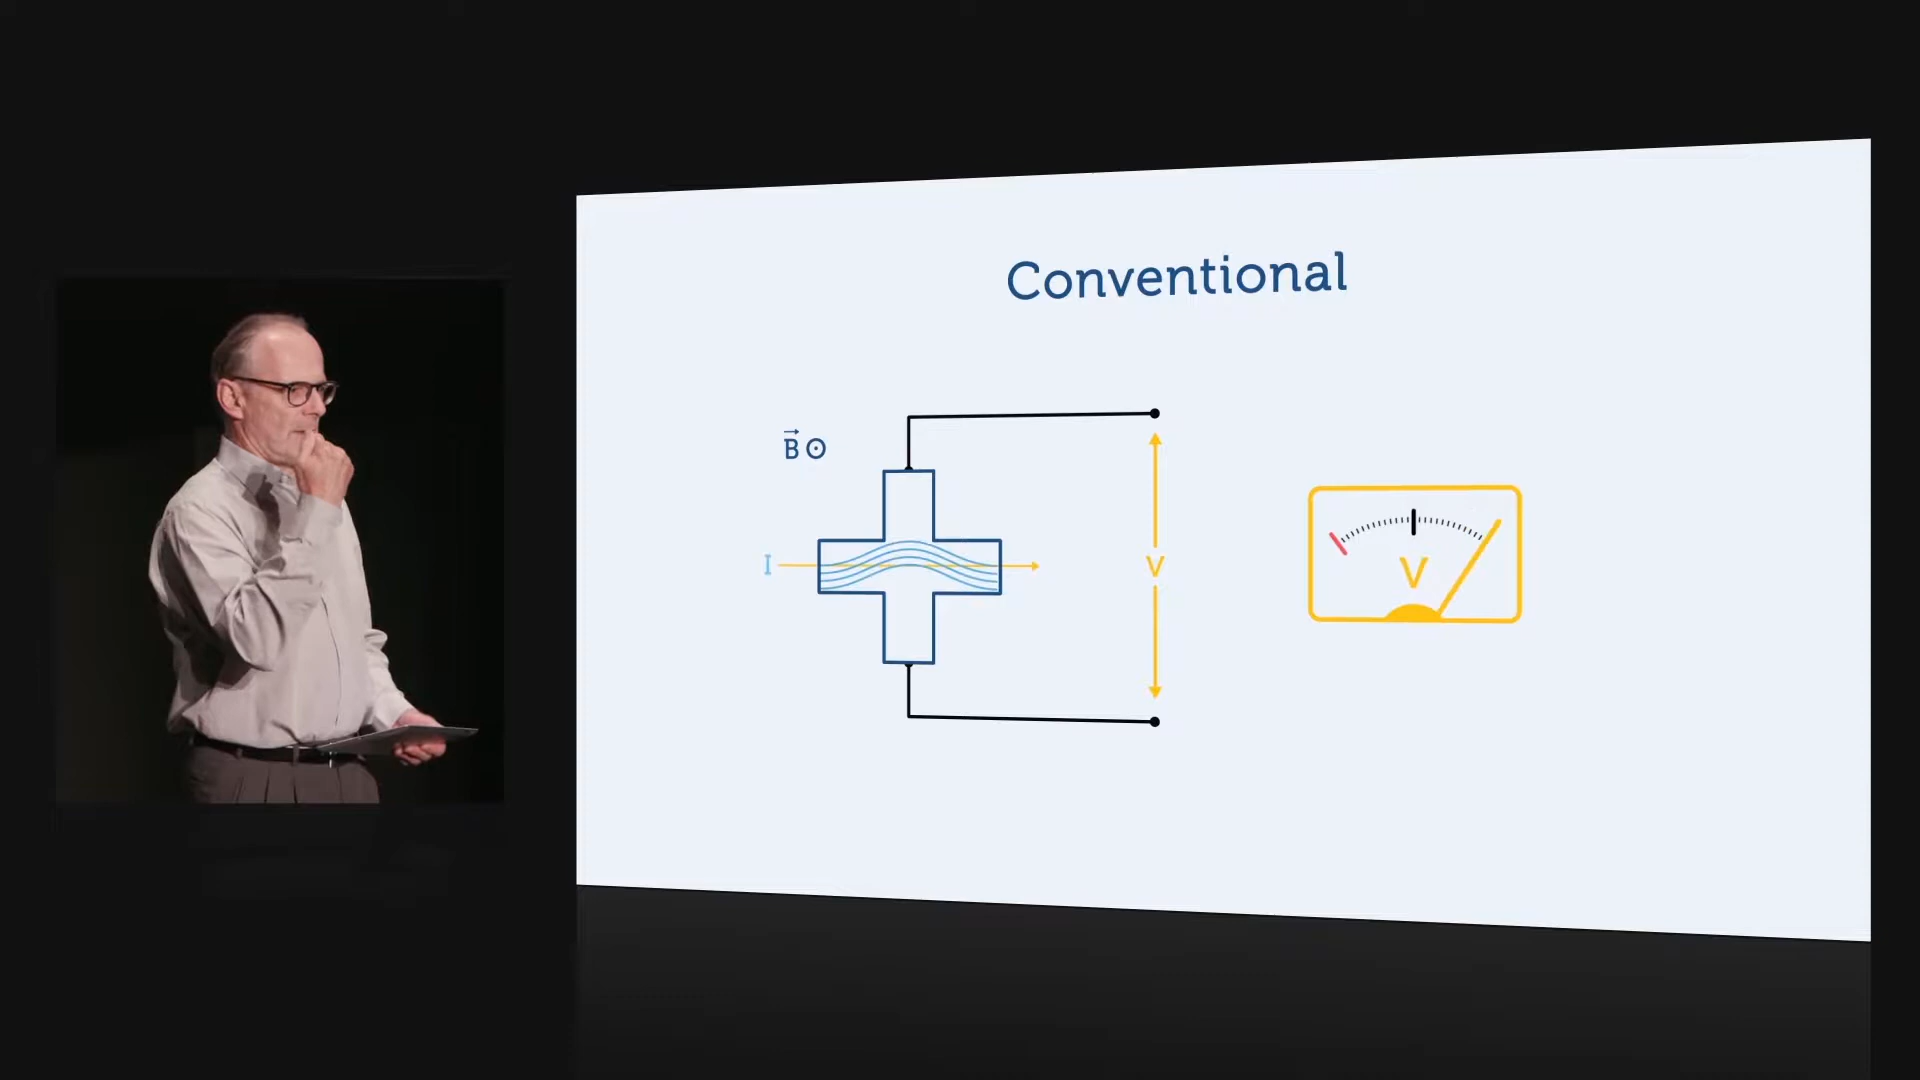 Conventional
B⃗ ⊙
I
V
V